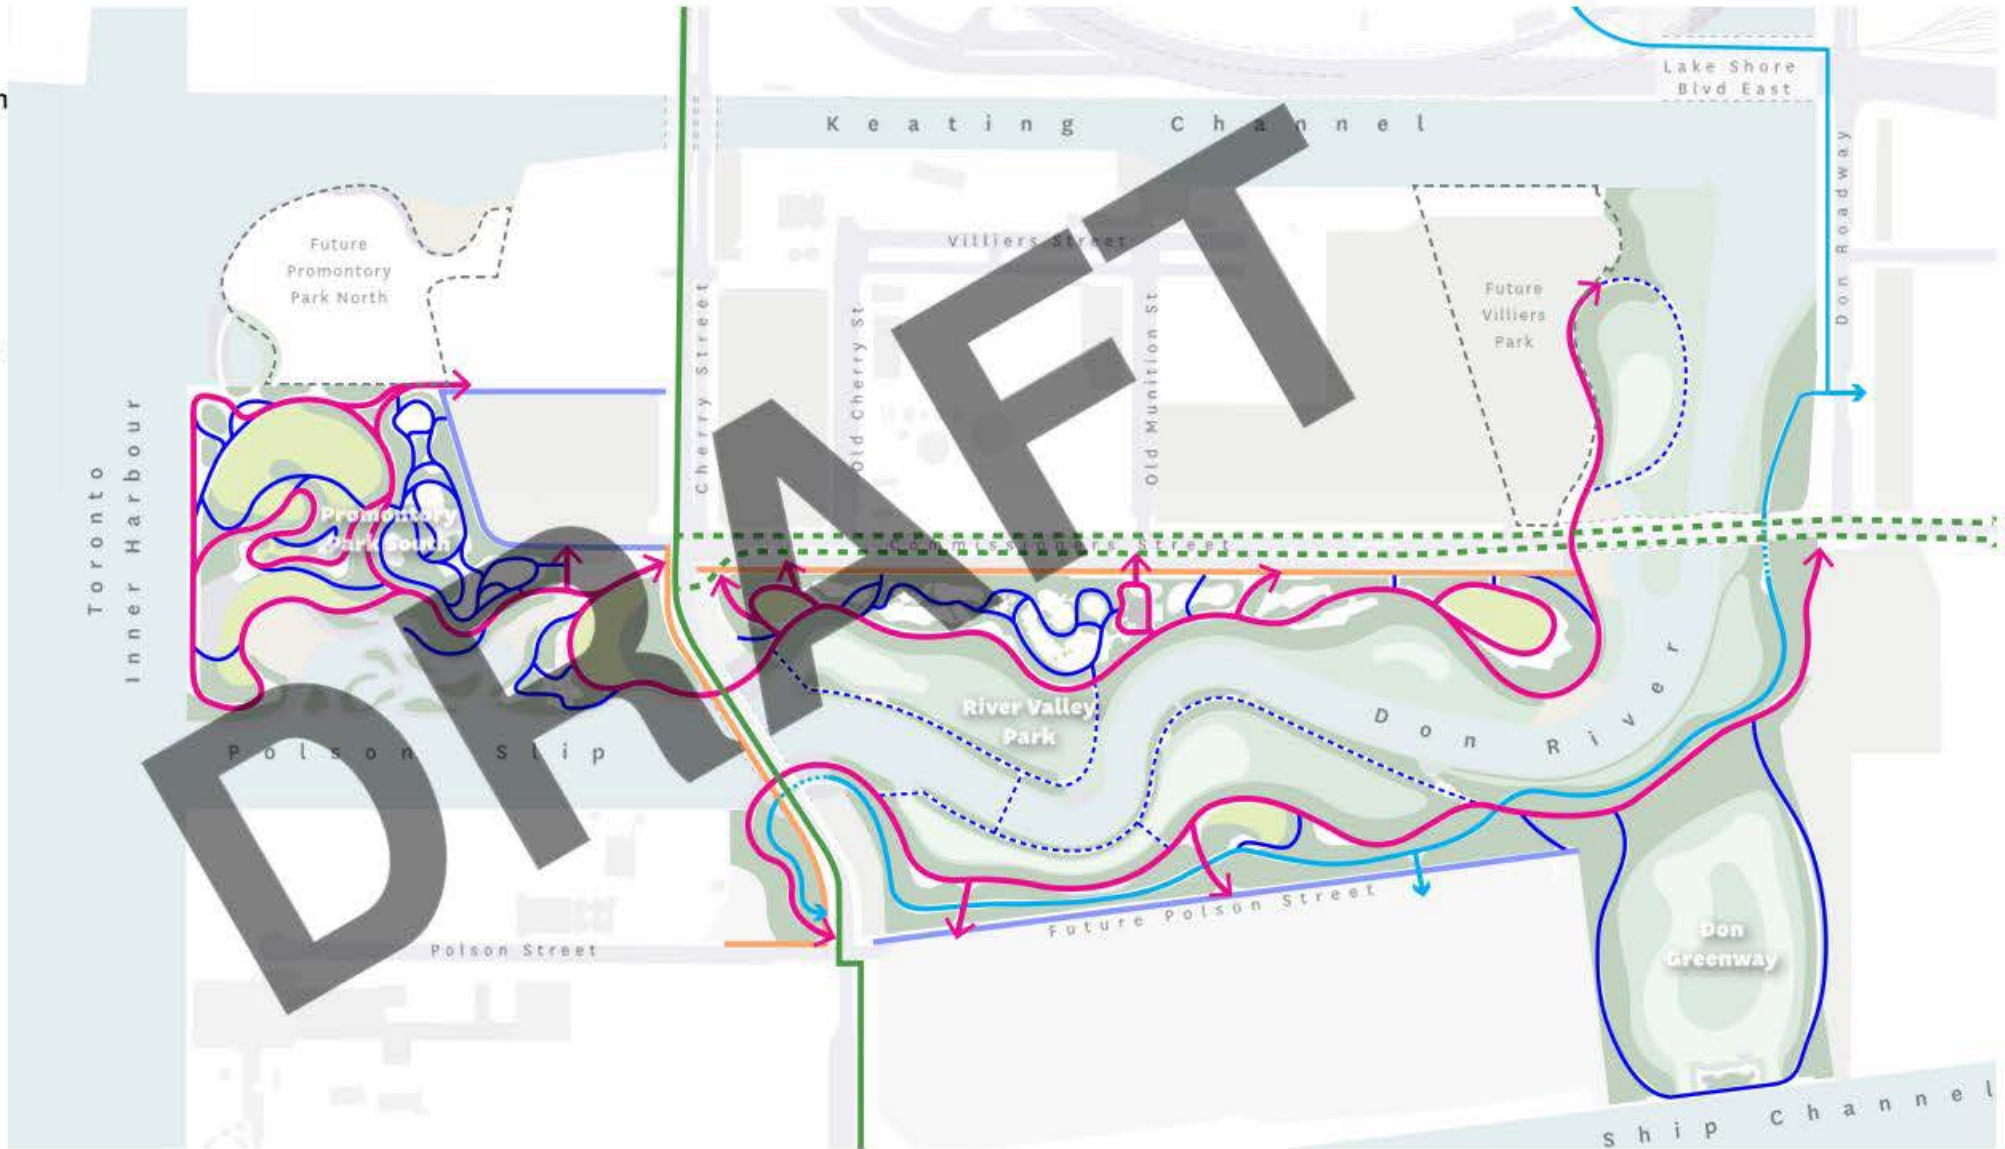 Lake Shore
Blvd East
Keating Channel
Don Roadway
Villiers Street
Future
Promontory
Park North
Future
Villiers
Park
Cherry Street
Old Cherry St
Old Munition St
Toronto
Inner Harbour
Promontory
Park South
Commissioners Street
River Valley
Park
Don River
Polson Slip
Future Polson Street
Polson Street
Don
Greenway
Ship Channel
DRAFT